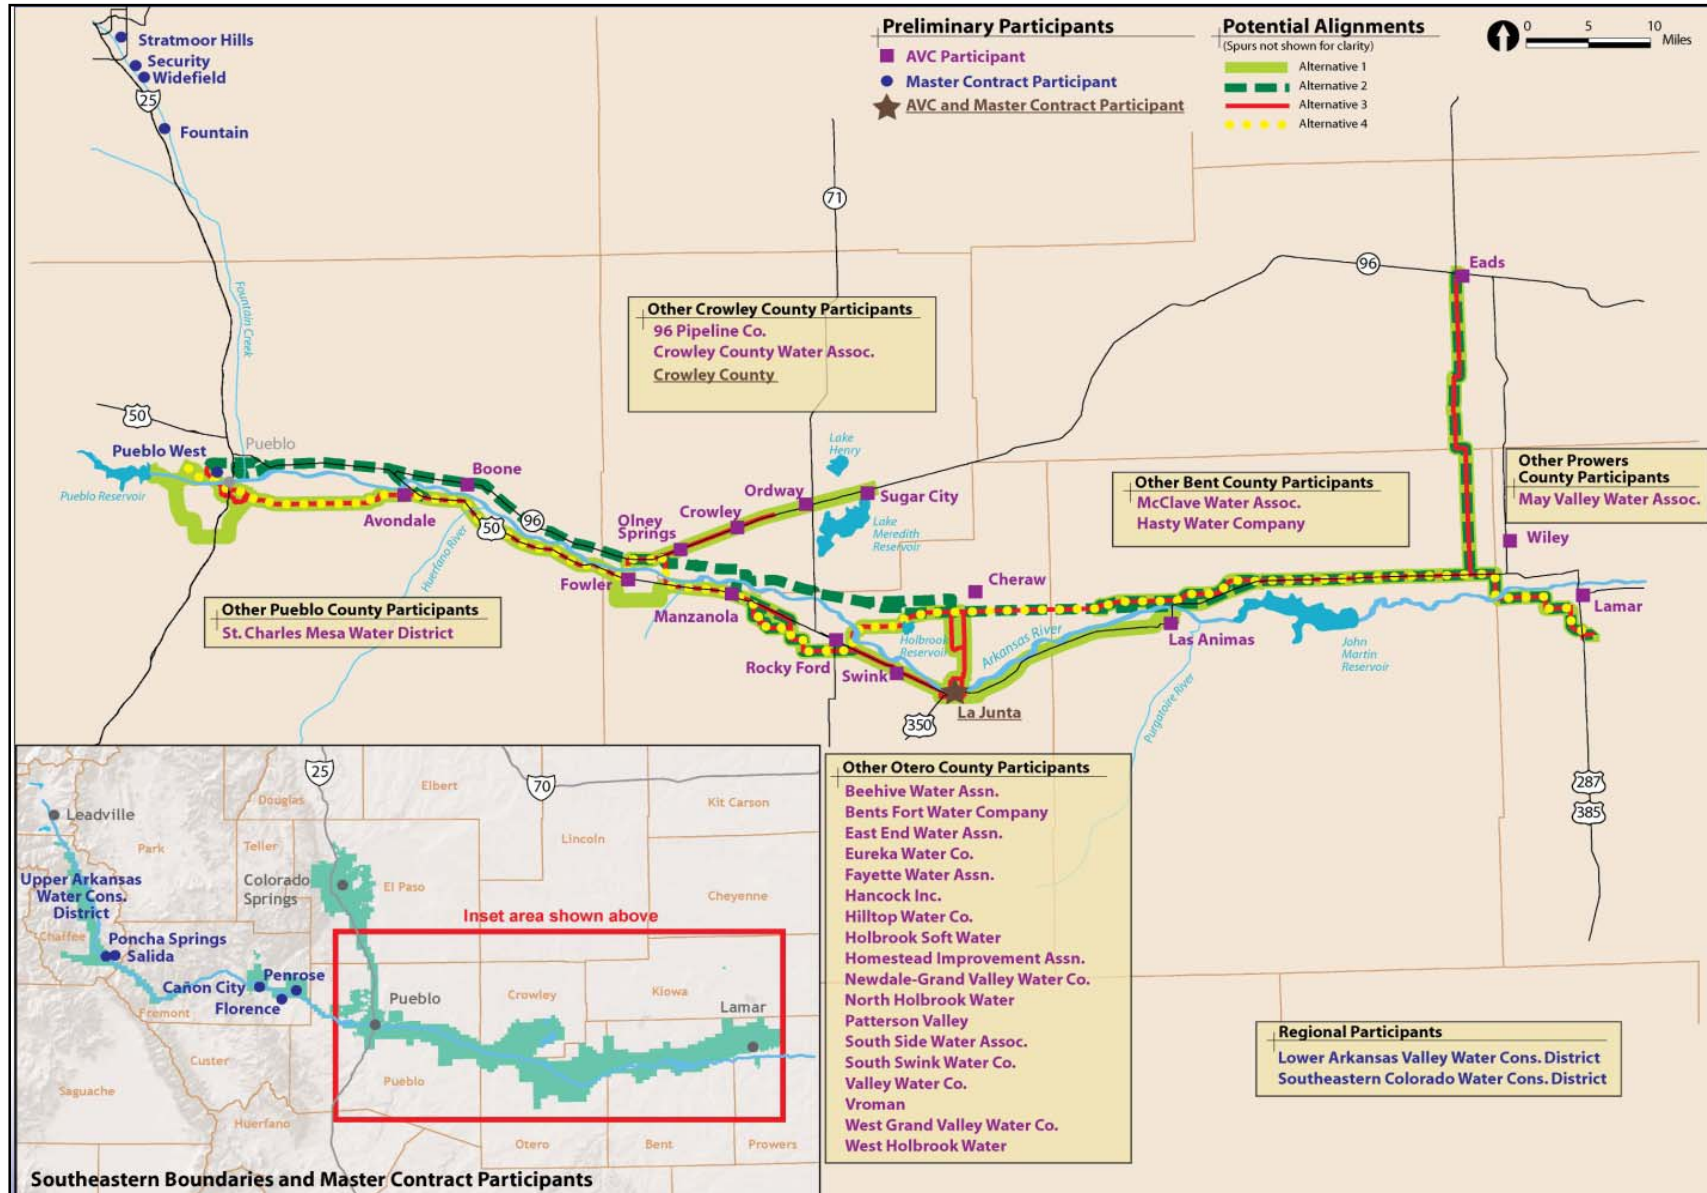 Stratmoor Hills
Security
Widefield
25
Fountain
Fountain Creek
Preliminary Participants
AVC Participant
Master Contract Participant
AVC and Master Contract Participant
Potential Alignments
(Spurs not shown for clarity)
Alternative 1
Alternative 2
Alternative 3
Alternative 4
0 5 10
Miles
71
96
Eads
Other Crowley County Participants
96 Pipeline Co.
Crowley County Water Assoc.
Crowley County
50
Pueblo West
Pueblo
Pueblo Reservoir
Boone
Avondale
50
96
Huerfano River
Lake
Henry
Ordway
Sugar City
Crowley
Olney
Springs
Lake
Meredith
Reservoir
Fowler
Manzanola
Other Bent County Participants
McClave Water Assoc.
Hasty Water Company
Other Prowers
County Participants
May Valley Water Assoc.
Wiley
Cheraw
Lamar
Other Pueblo County Participants
St. Charles Mesa Water District
Rocky Ford
Holbrook
Reservoir
Swink
Arkansas River
Las Animas
John
Martin
Reservoir
Purgatoire River
350
La Junta
287
385
Other Otero County Participants
Beehive Water Assn.
Bents Fort Water Company
East End Water Assn.
Eureka Water Co.
Fayette Water Assn.
Hancock Inc.
Hilltop Water Co.
Holbrook Soft Water
Homestead Improvement Assn.
Newdale-Grand Valley Water Co.
North Holbrook Water
Patterson Valley
South Side Water Assoc.
South Swink Water Co.
Valley Water Co.
Vroman
West Grand Valley Water Co.
West Holbrook Water
Regional Participants
Lower Arkansas Valley Water Cons. District
Southeastern Colorado Water Cons. District
25
70
Leadville
Douglas
Elbert
Kit Carson
Park
Teller
Lincoln
Upper Arkansas
Water Cons.
District
Colorado
Springs
El Paso
Cheyenne
Inset area shown above
Chaffee
Poncha Springs
Salida
Cañon City
Penrose
Florence
Fremont
Pueblo
Crowley
Kiowa
Lamar
Custer
Pueblo
Saguache
Huerfano
Otero
Bent
Prowers
Southeastern Boundaries and Master Contract Participants